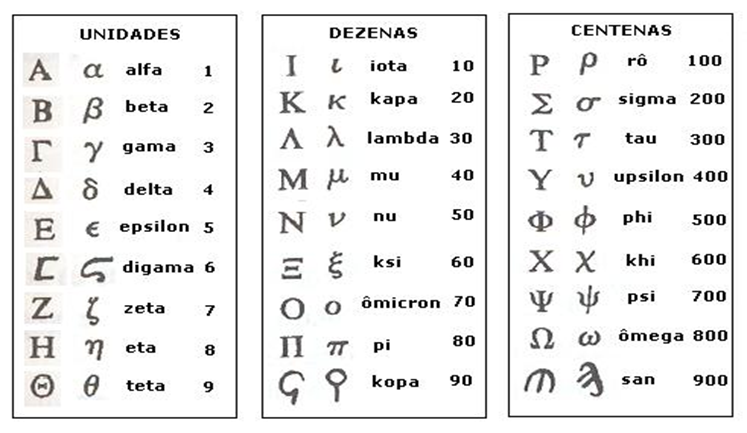 UNIDADES
Α α alfa 1
Β β beta 2
Γ γ gama 3
Δ δ delta 4
Ε ϵ epsilon 5
Ϛ digama 6
Ζ ζ zeta 7
Η η eta 8
Θ θ teta 9
DEZENAS
Ι ι iota 10
Κ κ kapa 20
Λ λ lambda 30
Μ μ mu 40
Ν ν nu 50
Ξ ξ ksi 60
Ο ο ômicron 70
Π π pi 80
Ϙ kopa 90
CENTENAS
Ρ ρ rô 100
Σ σ sigma 200
Τ τ tau 300
Υ υ upsilon 400
Φ ϕ phi 500
Χ χ khi 600
Ψ ψ psi 700
Ω ω ômega 800
san 900